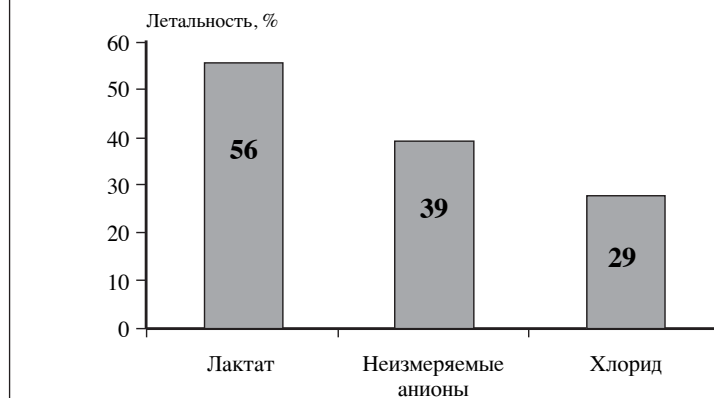 Летальность, %
60
50
40
30
20
10
0
56
39
29
Лактат
Неизмеряемые
анионы
Хлорид